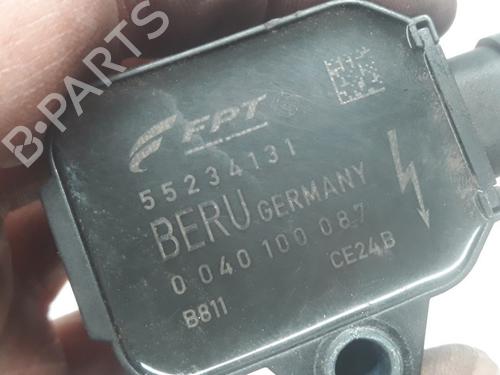 B-PARTS
FPT
55234131
BERU GERMANY
0 040 100 087
B811 CE24B